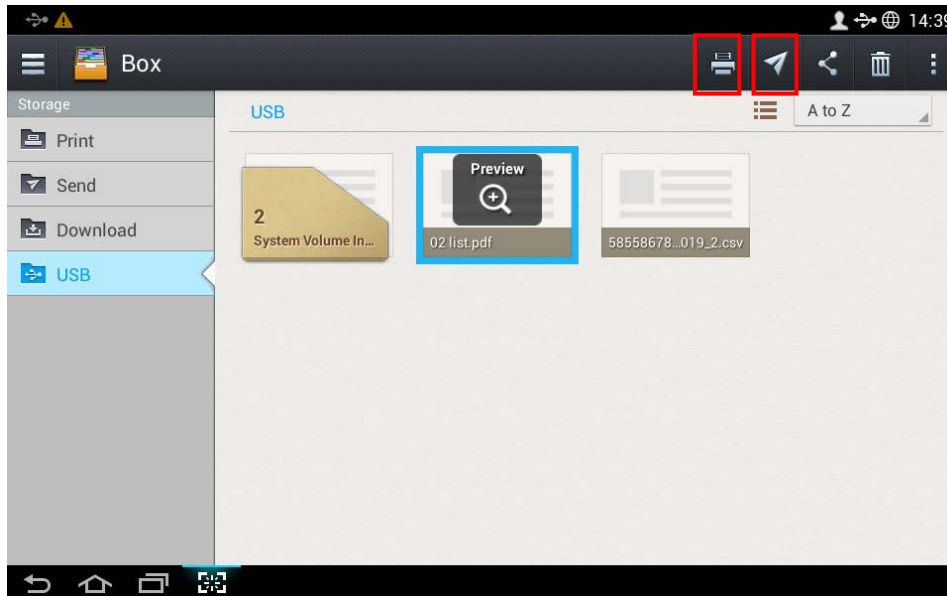 14:39
Box
Storage
Print
Send
Download
USB
USB
A to Z
2
System Volume In...
Preview
02 list.pdf
58558678...019_2.csv